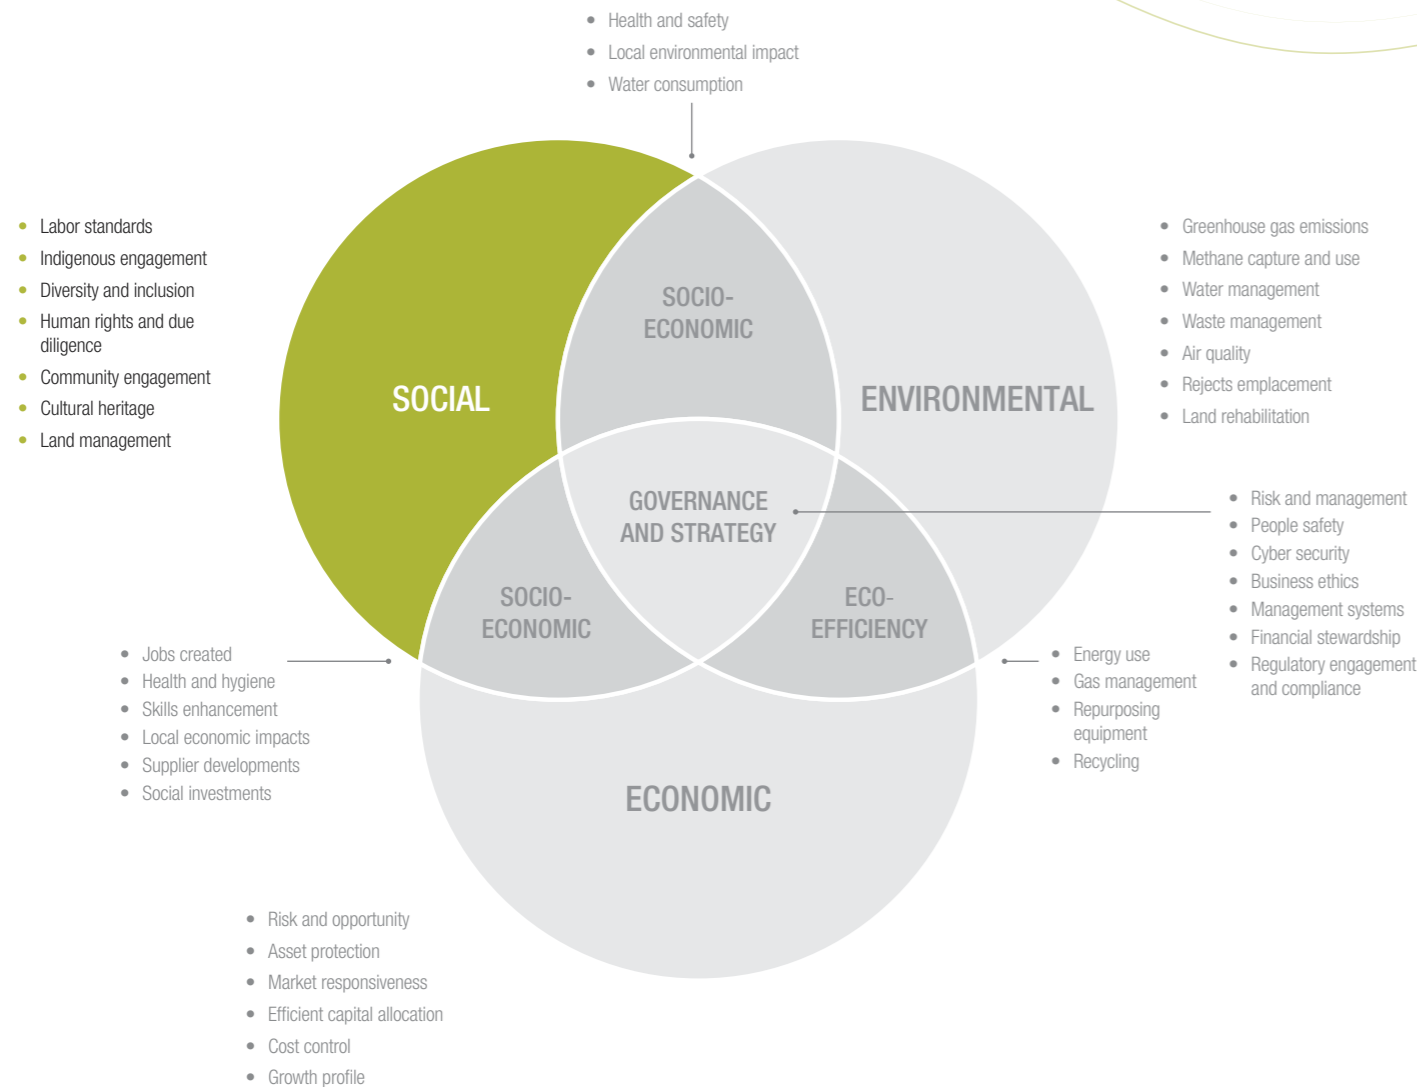 • Health and safety
• Local environmental impact
• Water consumption
• Labor standards
• Indigenous engagement
• Diversity and inclusion
• Human rights and due
diligence
• Community engagement
• Cultural heritage
• Land management
SOCIO-
ECONOMIC
SOCIAL
ENVIRONMENTAL
• Greenhouse gas emissions
• Methane capture and use
• Water management
• Waste management
• Air quality
• Rejects emplacement
• Land rehabilitation
GOVERNANCE
AND STRATEGY
• Risk and management
• People safety
• Cyber security
• Business ethics
• Management systems
• Financial stewardship
• Regulatory engagement
and compliance
SOCIO-
ECONOMIC
ECO-
EFFICIENCY
• Jobs created
• Health and hygiene
• Skills enhancement
• Local economic impacts
• Supplier developments
• Social investments
• Energy use
• Gas management
• Repurposing
equipment
• Recycling
ECONOMIC
• Risk and opportunity
• Asset protection
• Market responsiveness
• Efficient capital allocation
• Cost control
• Growth profile